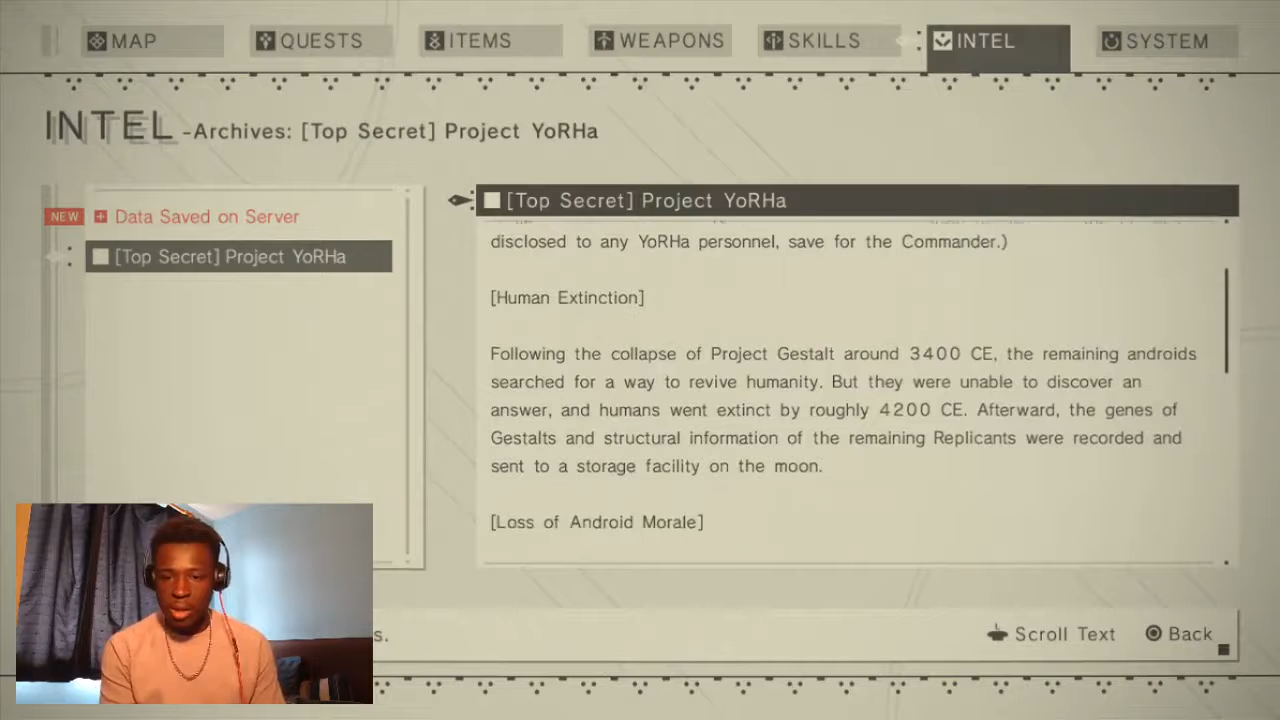 MAP QUESTS ITEMS WEAPONS SKILLS INTEL SYSTEM
INTEL -Archives: [Top Secret] Project YoRHa
NEW Data Saved on Server
[Top Secret] Project YoRHa
[Top Secret] Project YoRHa
disclosed to any YoRHa personnel, save for the Commander.)
[Human Extinction]
Following the collapse of Project Gestalt around 3400 CE, the remaining androids
searched for a way to revive humanity. But they were unable to discover an
answer, and humans went extinct by roughly 4200 CE. Afterward, the genes of
Gestalts and structural information of the remaining Replicants were recorded and
sent to a storage facility on the moon.
[Loss of Android Morale]
s. Scroll Text Back